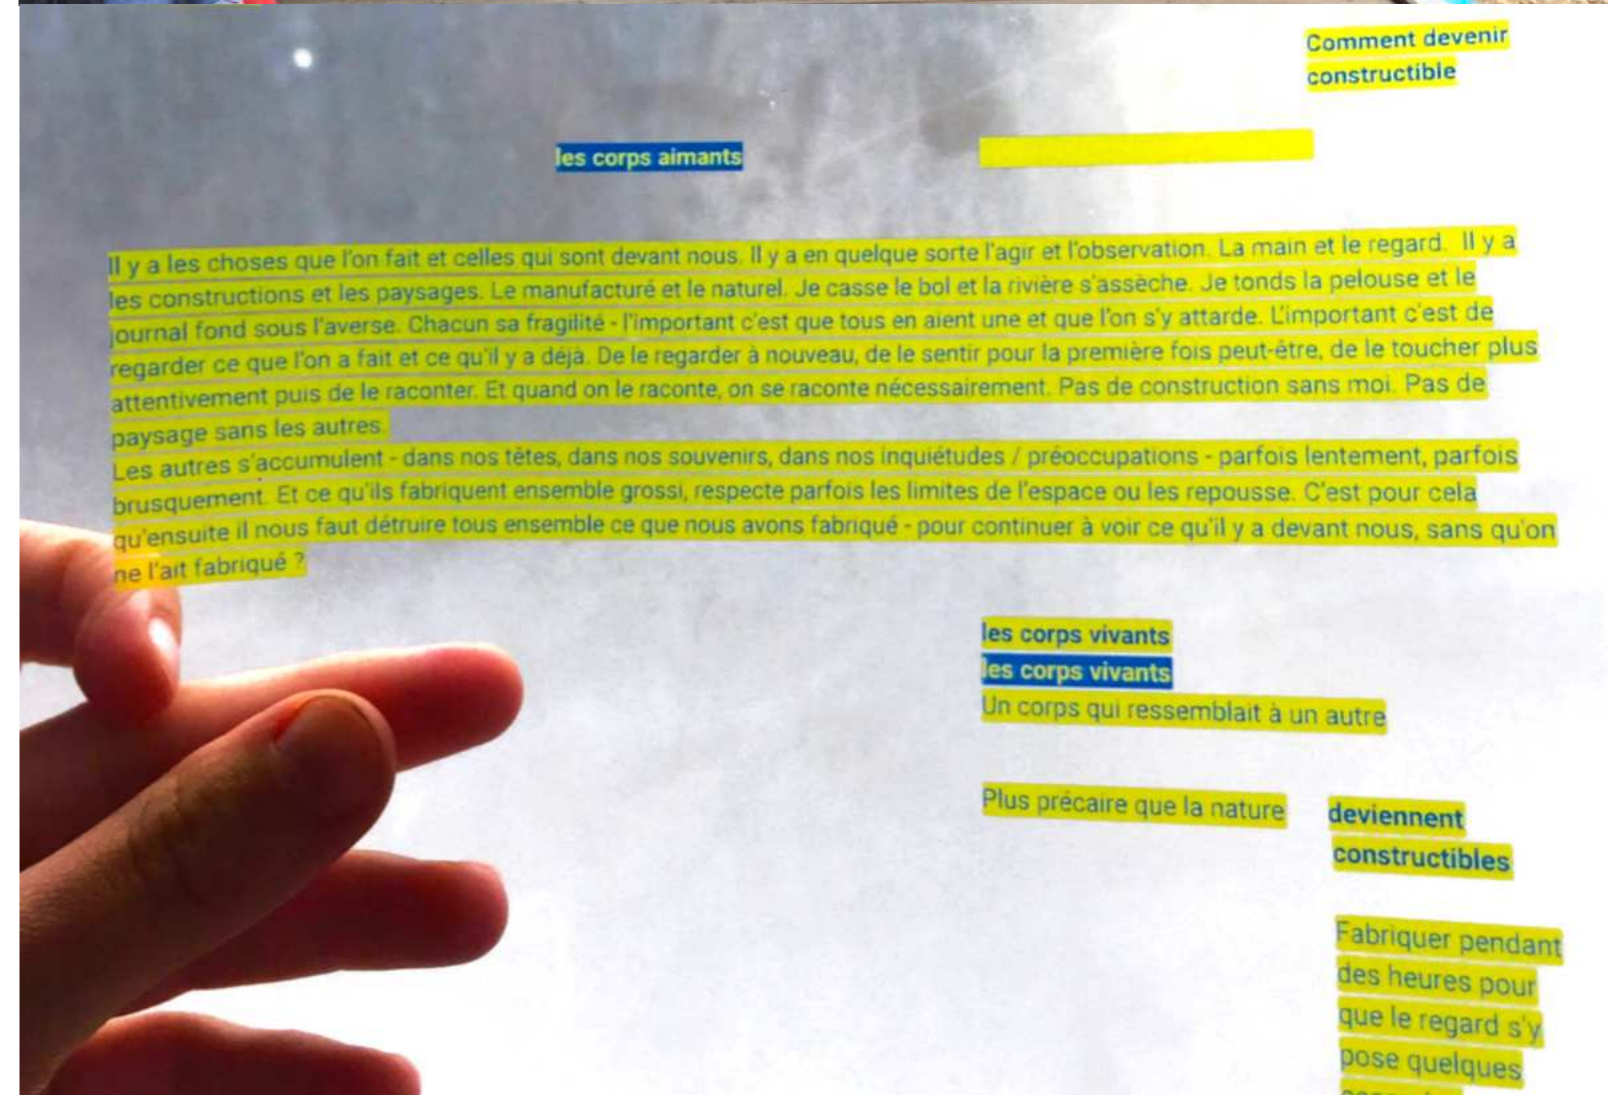 Comment devenir
constructible
les corps aimants
Il y a les choses que l'on fait et celles qui sont devant nous. Il y a en quelque sorte l'agir et l'observation. La main et le regard. Il y a
les constructions et les paysages. Le manufacturé et le naturel. Je casse le bol et la rivière s'assèche. Je tonds la pelouse et le
journal fond sous l'averse. Chacun sa fragilité - l'important c'est que tous en aient une et que l'on s'y attarde. L'important c'est de
regarder ce que l'on a fait et ce qu'il y a déjà. De le regarder à nouveau, de le sentir pour la première fois peut-être, de le toucher plus
attentivement puis de le raconter. Et quand on le raconte, on se raconte nécessairement. Pas de construction sans moi. Pas de
paysage sans les autres.
Les autres s'accumulent - dans nos têtes, dans nos souvenirs, dans nos inquiétudes / préoccupations - parfois lentement, parfois
brusquement. Et ce qu'ils fabriquent ensemble grossi, respecte parfois les limites de l'espace ou les repousse. C'est pour cela
qu'ensuite il nous faut détruire tous ensemble ce que nous avons fabriqué - pour continuer à voir ce qu'il y a devant nous, sans qu'on
ne l'ait fabriqué ?
les corps vivants
les corps vivants
Un corps qui ressemblait à un autre
Plus précaire que la nature
deviennent
constructibles
Fabriquer pendant
des heures pour
que le regard s'y
pose quelques